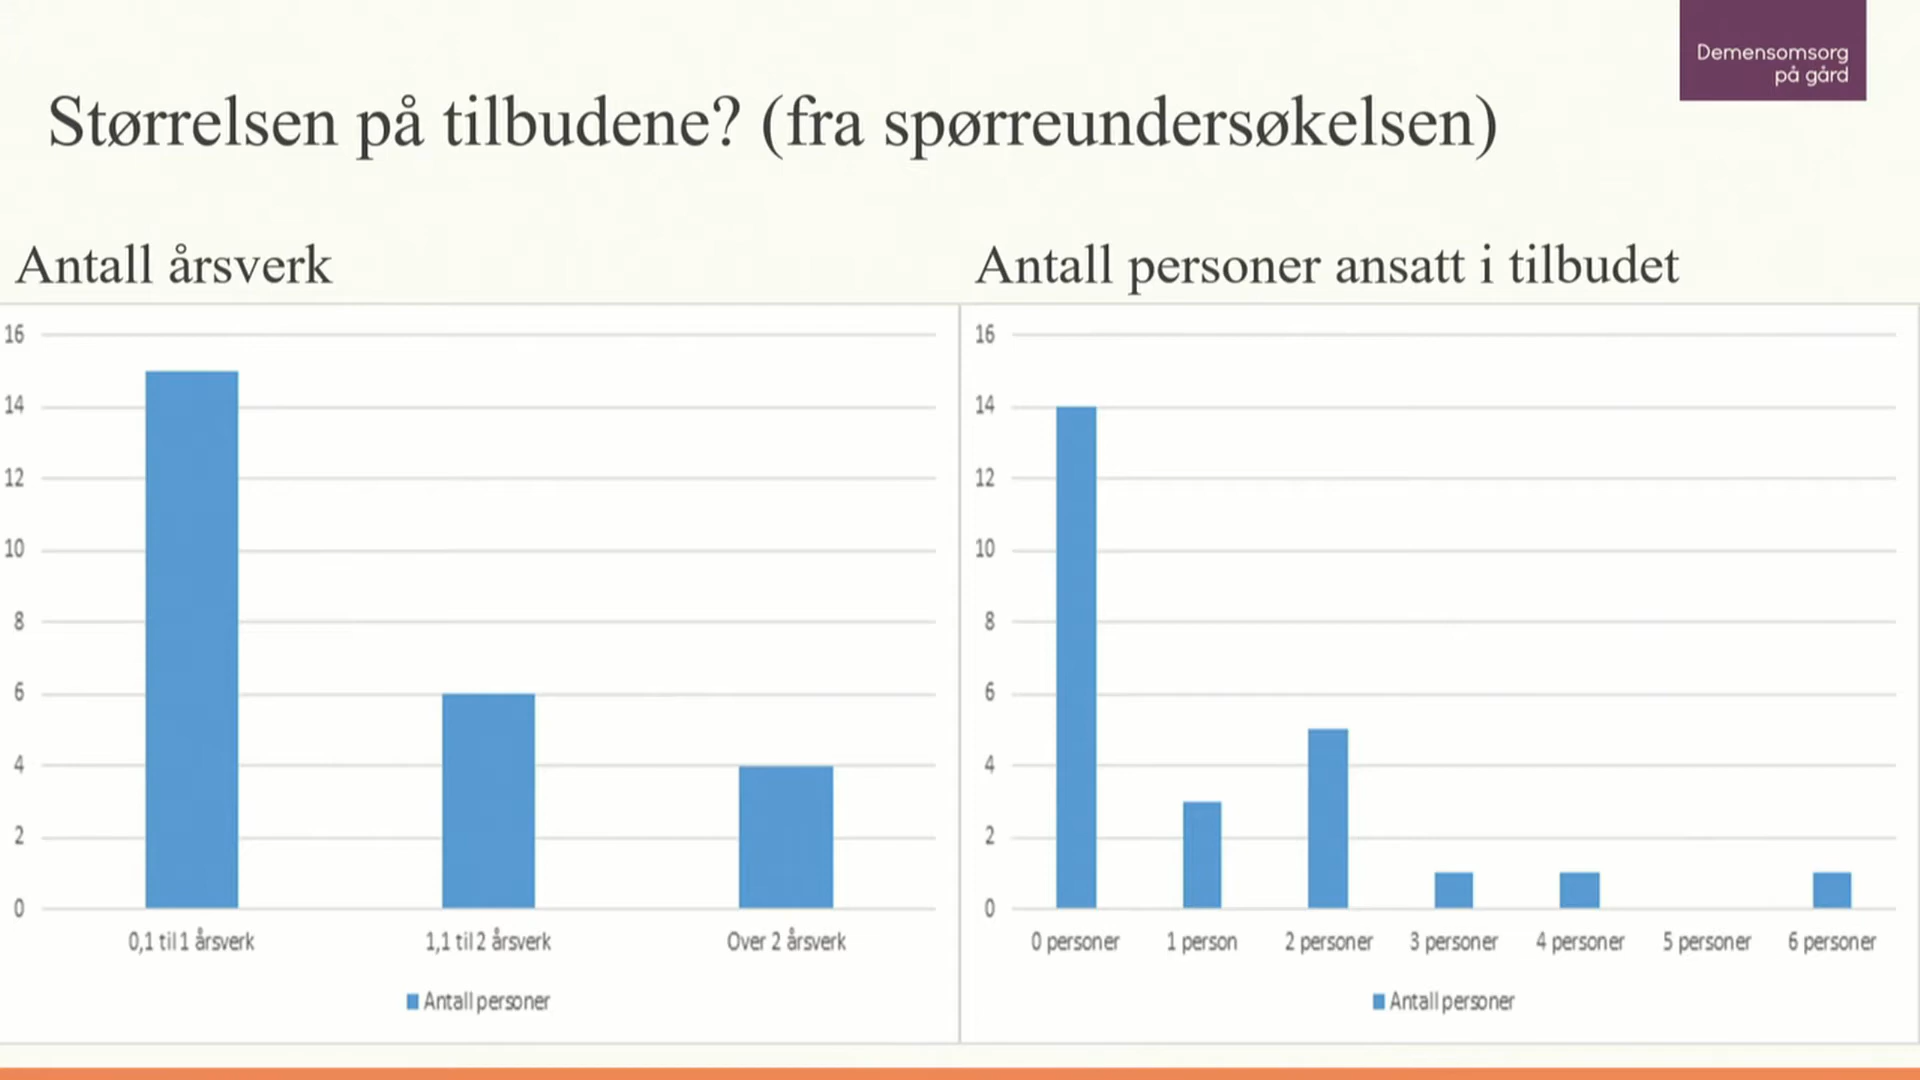 Demensomsorg
på gård
Størrelsen på tilbudene? (fra spørreundersøkelsen)
Antall årsverk
16
14
12
10
8
6
4
2
0
0,1 til 1 årsverk
1,1 til 2 årsverk
Over 2 årsverk
Antall personer
Antall personer ansatt i tilbudet
16
14
12
10
8
6
4
2
0
0 personer
1 person
2 personer
3 personer
4 personer
5 personer
6 personer
Antall personer